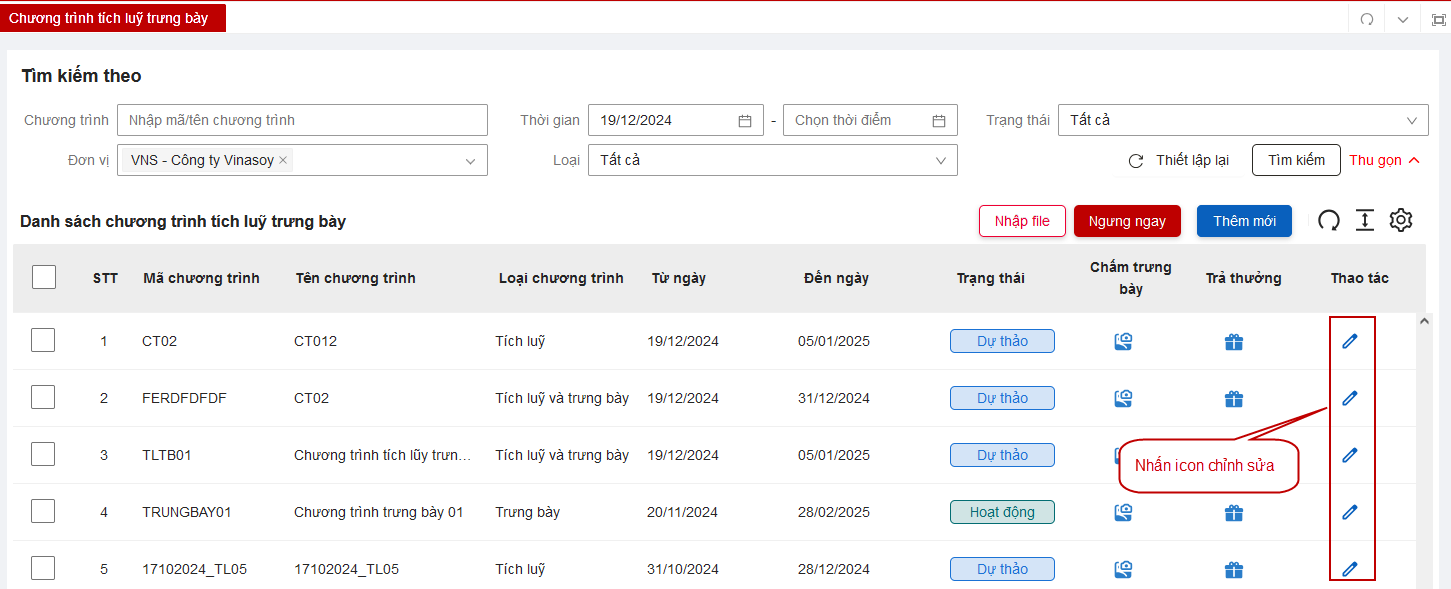 Chương trình tích luỹ trưng bày
Tìm kiếm theo
Chương trình Nhập mã/tên chương trình Thời gian 19/12/2024 - Chọn thời điểm Trạng thái Tất cả
Đơn vị VNS - Công ty Vinasoy × Loại Tất cả Thiết lập lại Tìm kiếm Thu gọn
Danh sách chương trình tích luỹ trưng bày Nhập file Ngưng ngay Thêm mới
STT Mã chương trình Tên chương trình Loại chương trình Từ ngày Đến ngày Trạng thái Chấm trưng bày Trả thưởng Thao tác
1 CT02 CT012 Tích luỹ 19/12/2024 05/01/2025 Dự thảo
2 FERDFDFDF CT02 Tích luỹ và trưng bày 19/12/2024 31/12/2024 Dự thảo
3 TLTB01 Chương trình tích lũy trưn... Tích luỹ và trưng bày 19/12/2024 05/01/2025 Dự thảo
Nhấn icon chỉnh sửa
4 TRUNGBAY01 Chương trình trưng bày 01 Trưng bày 20/11/2024 28/02/2025 Hoạt động
5 17102024_TL05 17102024_TL05 Tích luỹ 31/10/2024 28/12/2024 Dự thảo